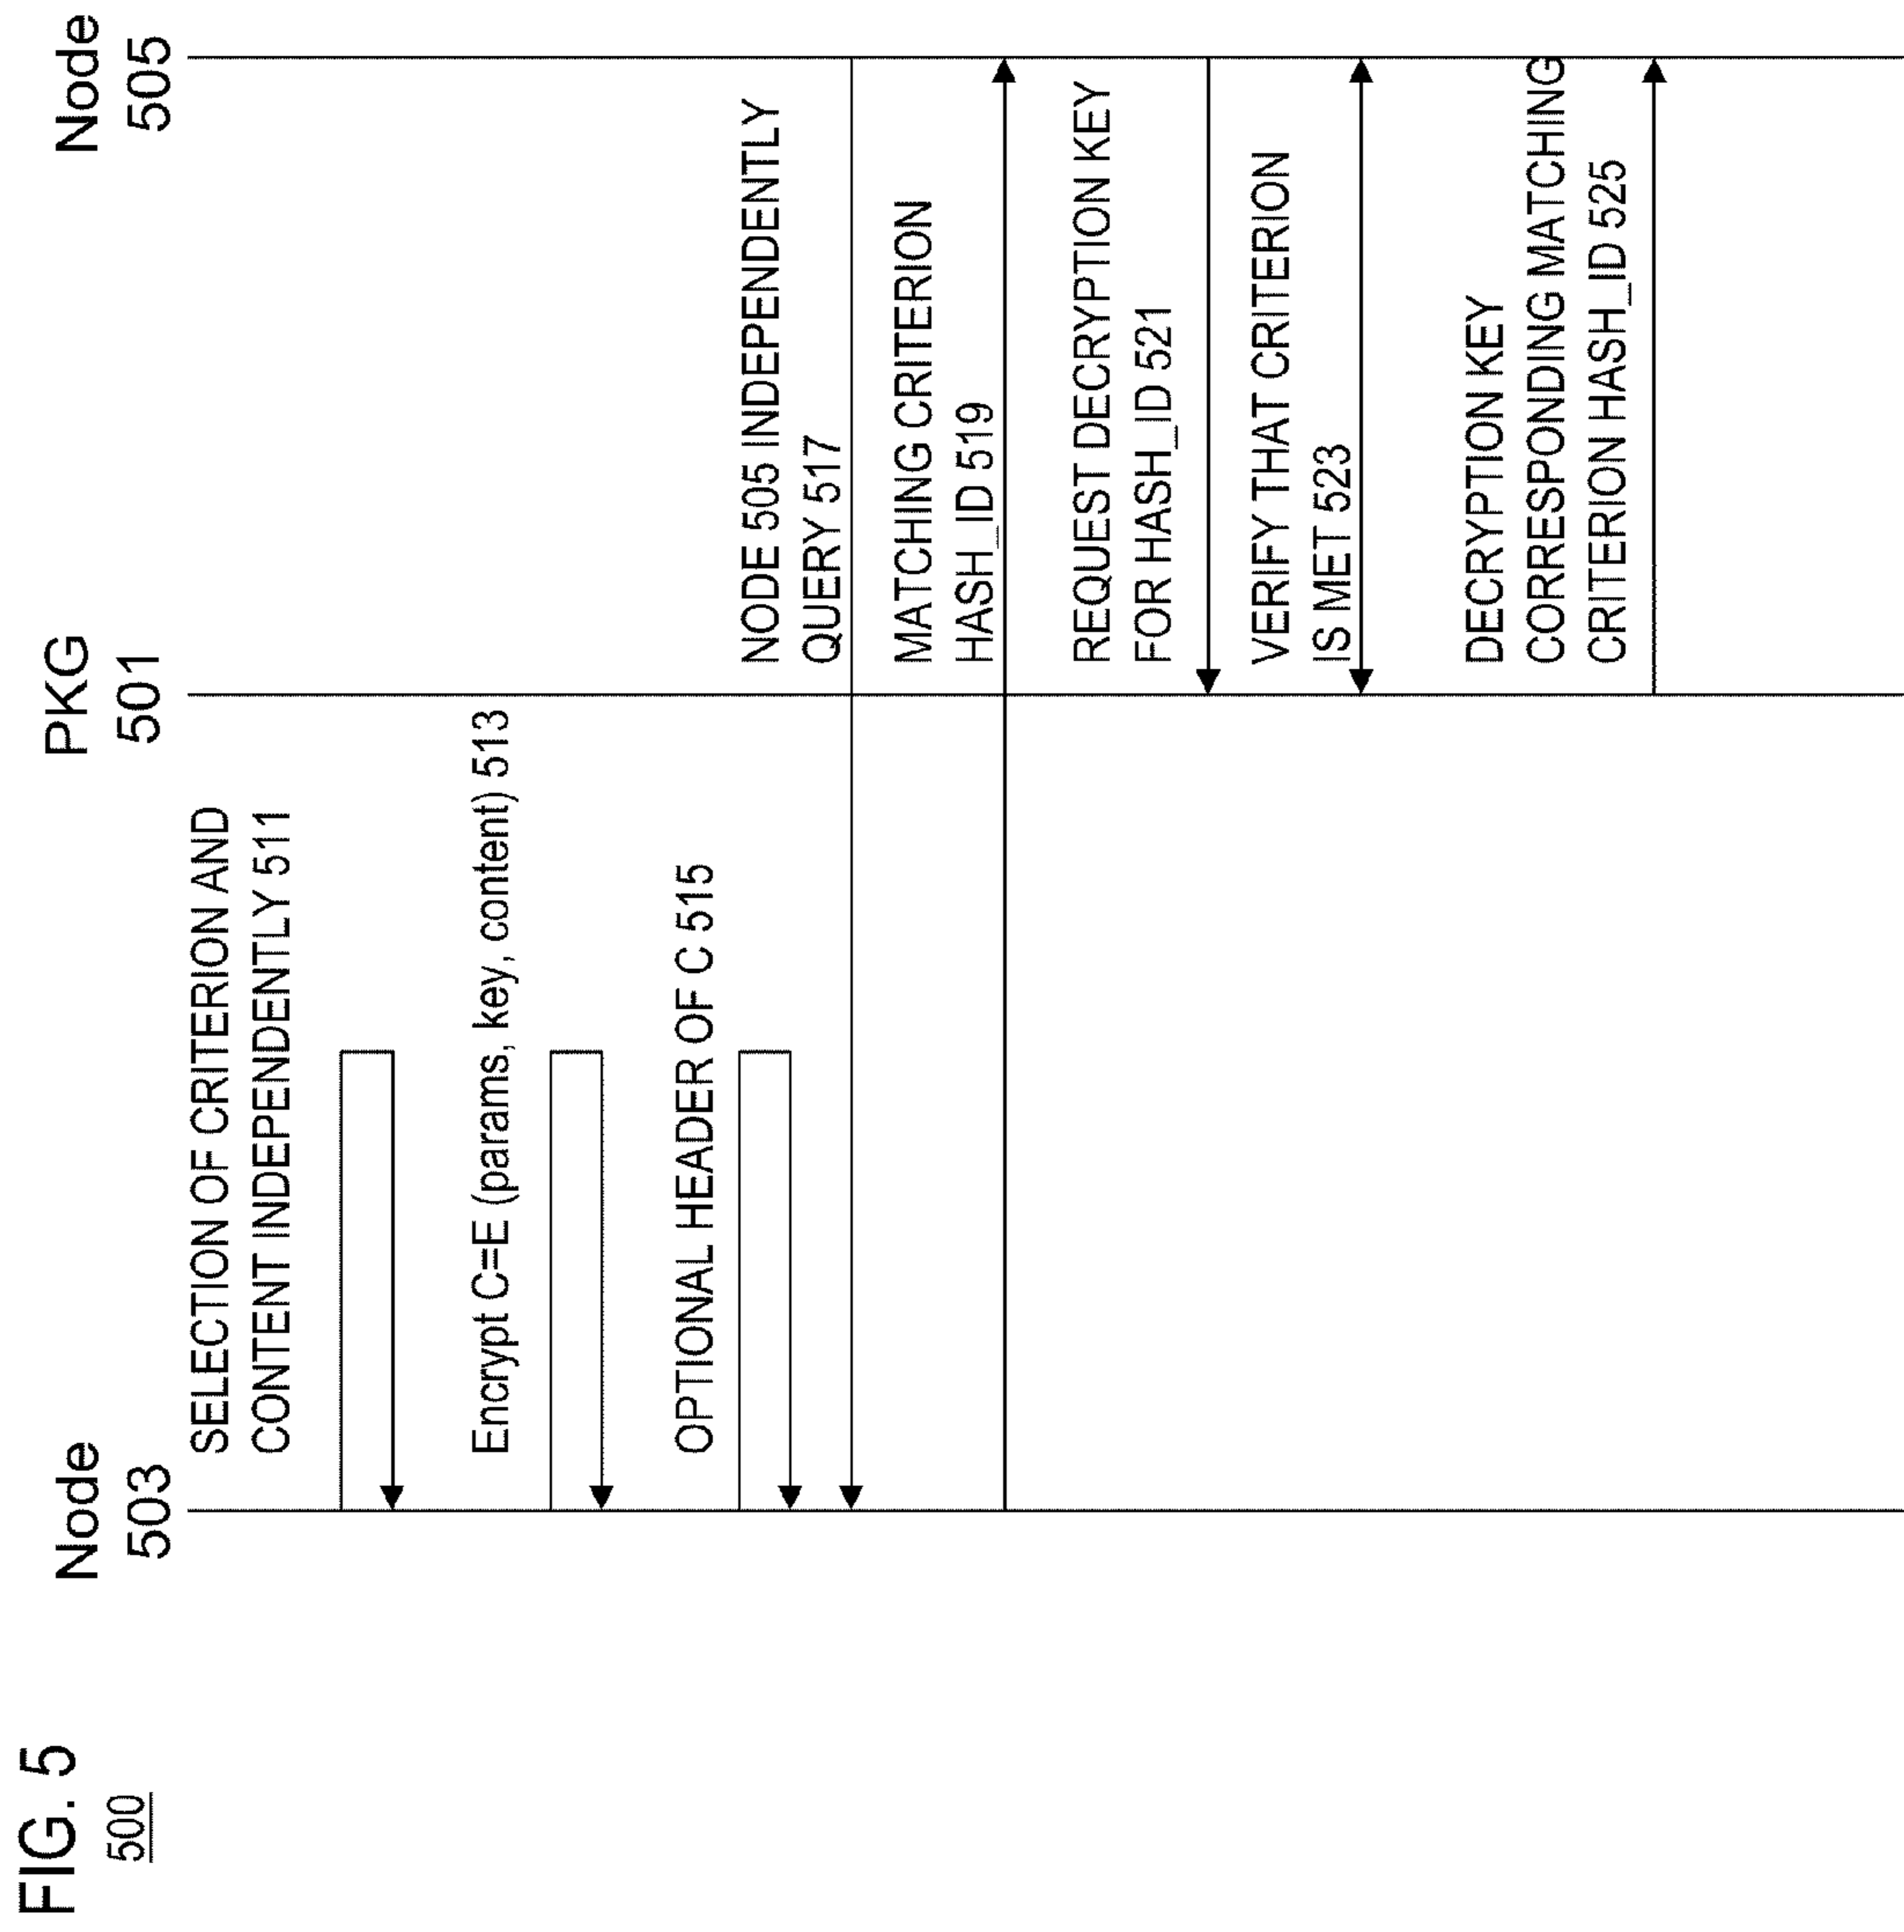 FIG. 5
500
Node
503
PKG
501
Node
505
SELECTION OF CRITERION AND
CONTENT INDEPENDENTLY 511
Encrypt C=E (params, key, content) 513
OPTIONAL HEADER OF C 515
NODE 505 INDEPENDENTLY
QUERY 517
MATCHING CRITERION
HASH_ID 519
REQUEST DECRYPTION KEY
FOR HASH_ID 521
VERIFY THAT CRITERION
IS MET 523
DECRYPTION KEY
CORRESPONDING MATCHING
CRITERION HASH_ID 525